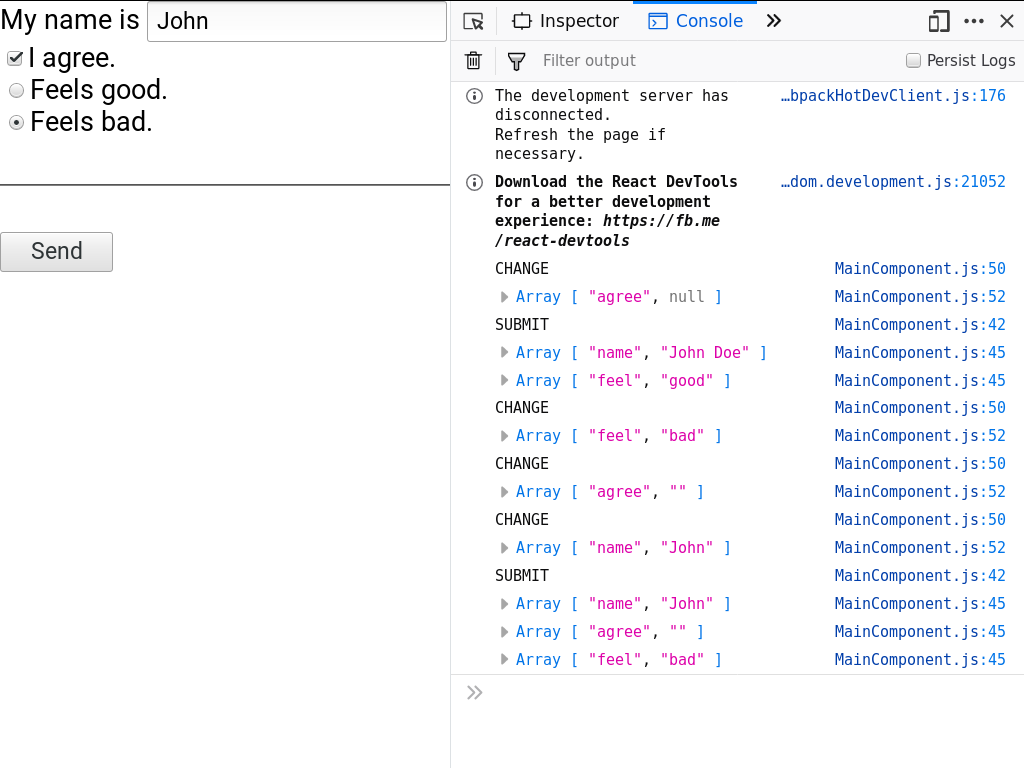 My name is John
I agree.
Feels good.
Feels bad.
Send
Inspector Console
Filter output Persist Logs
The development server has …bpackHotDevClient.js:176
disconnected.
Refresh the page if
necessary.
Download the React DevTools …dom.development.js:21052
for a better development
experience: https://fb.me
/react-devtools
CHANGE MainComponent.js:50
Array [ "agree", null ] MainComponent.js:52
SUBMIT MainComponent.js:42
Array [ "name", "John Doe" ] MainComponent.js:45
Array [ "feel", "good" ] MainComponent.js:45
CHANGE MainComponent.js:50
Array [ "feel", "bad" ] MainComponent.js:52
CHANGE MainComponent.js:50
Array [ "agree", "" ] MainComponent.js:52
CHANGE MainComponent.js:50
Array [ "name", "John" ] MainComponent.js:52
SUBMIT MainComponent.js:42
Array [ "name", "John" ] MainComponent.js:45
Array [ "agree", "" ] MainComponent.js:45
Array [ "feel", "bad" ] MainComponent.js:45